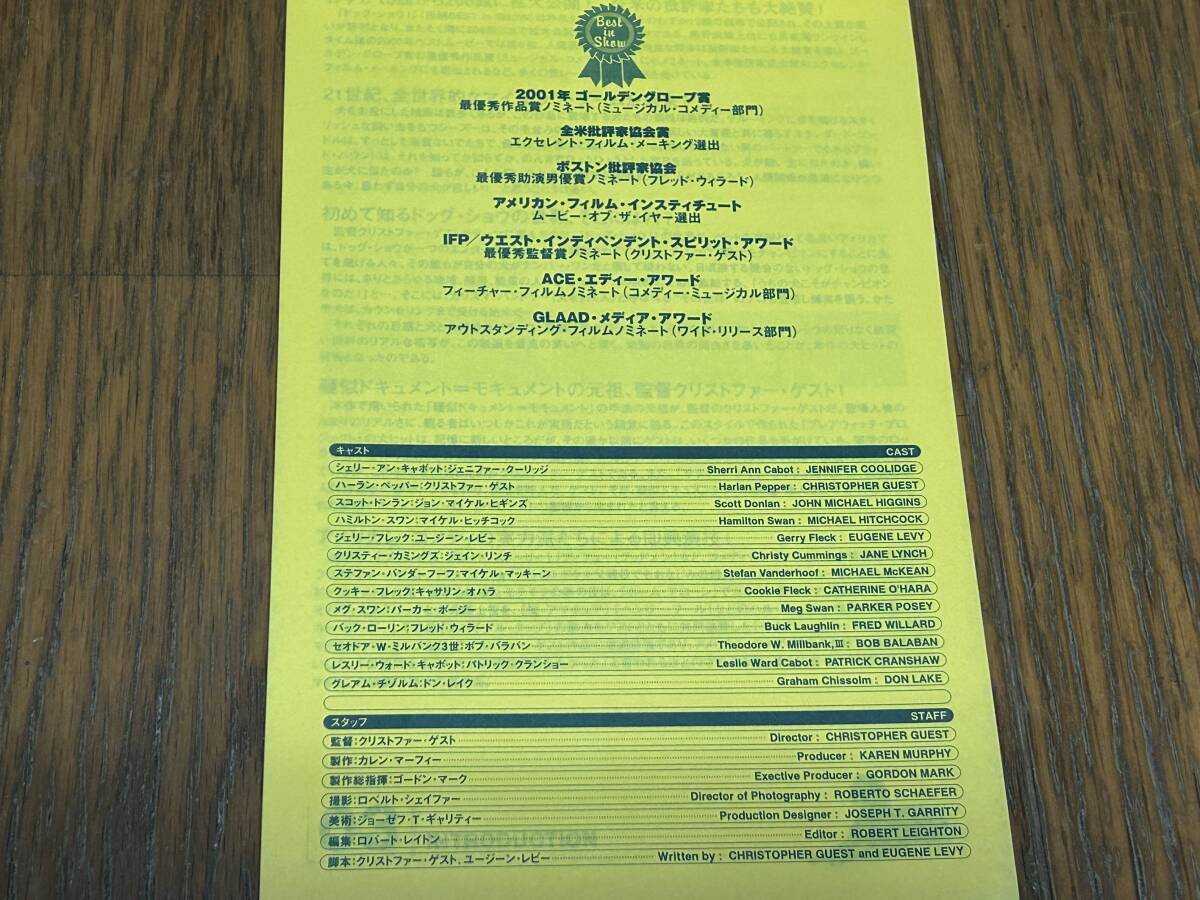 Best
in
Show
2001年 ゴールデングローブ賞
最優秀作品賞ノミネート(ミュージカル・コメディー部門)
全米批評家協会賞
エクセレント・フィルム・メーキング選出
ボストン批評家協会
最優秀助演男優賞ノミネート(フレッド・ウィラード)
アメリカン・フィルム・インスティチュート
ムービー・オブ・ザ・イヤー選出
IFP/ウエスト・インディペンデント・スピリット・アワード
最優秀監督賞ノミネート(クリストファー・ゲスト)
ACE・エディー・アワード
フィーチャー・フィルムノミネート(コメディー・ミュージカル部門)
GLAAD・メディア・アワード
アウトスタンディング・フィルムノミネート(ワイド・リリース部門)
キャスト CAST
シェリー・アン・キャボット:ジェニファー・クーリッジ Sherri Ann Cabot : JENNIFER COOLIDGE
ハーラン・ペッパー:クリストファー・ゲスト Harlan Pepper : CHRISTOPHER GUEST
スコット・ドンラン:ジョン・マイケル・ヒギンズ Scott Donlan : JOHN MICHAEL HIGGINS
ハミルトン・スワン:マイケル・ヒッチコック Hamilton Swan : MICHAEL HITCHCOCK
ジェリー・フレック:ユージーン・レビー Gerry Fleck : EUGENE LEVY
クリスティー・カミングズ:ジェイン・リンチ Christy Cummings : JANE LYNCH
ステファン・バンダーフーフ:マイケル・マッキーン Stefan Vanderhoof : MICHAEL McKEAN
クッキー・フレック:キャサリン・オハラ Cookie Fleck : CATHERINE O'HARA
メグ・スワン:パーカー・ポージー Meg Swan : PARKER POSEY
バック・ローリン:フレッド・ウィラード Buck Laughlin : FRED WILLARD
セオドア・W・ミルバンク3世:ボブ・バラバン Theodore W. Millbank,Ⅲ : BOB BALABAN
レスリー・ウォード・キャボット:パトリック・クランショー Leslie Ward Cabot : PATRICK CRANSHAW
グレアム・チゾルム:ドン・レイク Graham Chissolm : DON LAKE
スタッフ STAFF
監督:クリストファー・ゲスト Director : CHRISTOPHER GUEST
製作:カレン・マーフィー Producer : KAREN MURPHY
製作総指揮:ゴードン・マーク Exective Producer : GORDON MARK
撮影:ロベルト・シェイファー Director of Photography : ROBERTO SCHAEFER
美術:ジョーゼフ・T・ギャリティー Production Designer : JOSEPH T. GARRITY
編集:ロバート・レイトン Editor : ROBERT LEIGHTON
脚本:クリストファー・ゲスト、ユージーン・レビー Written by : CHRISTOPHER GUEST and EUGENE LEVY